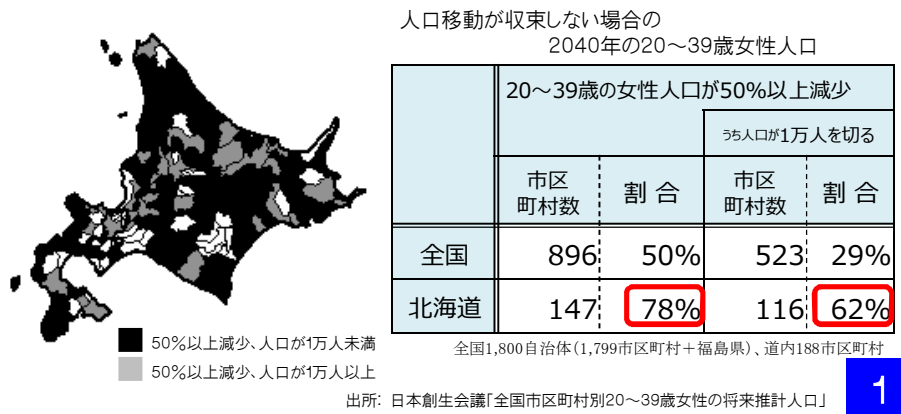 人口移動が収束しない場合の
2040年の20～39歳女性人口
20～39歳の女性人口が50%以上減少
うち人口が1万人を切る
市区
町村数
割 合
市区
町村数
割 合
全国 896 50% 523 29%
北海道 147 78% 116 62%
全国1,800自治体(1,799市区町村＋福島県)、道内188市区町村
50%以上減少、人口が1万人未満
50%以上減少、人口が1万人以上
出所: 日本創生会議「全国市区町村別20～39歳女性の将来推計人口」
1